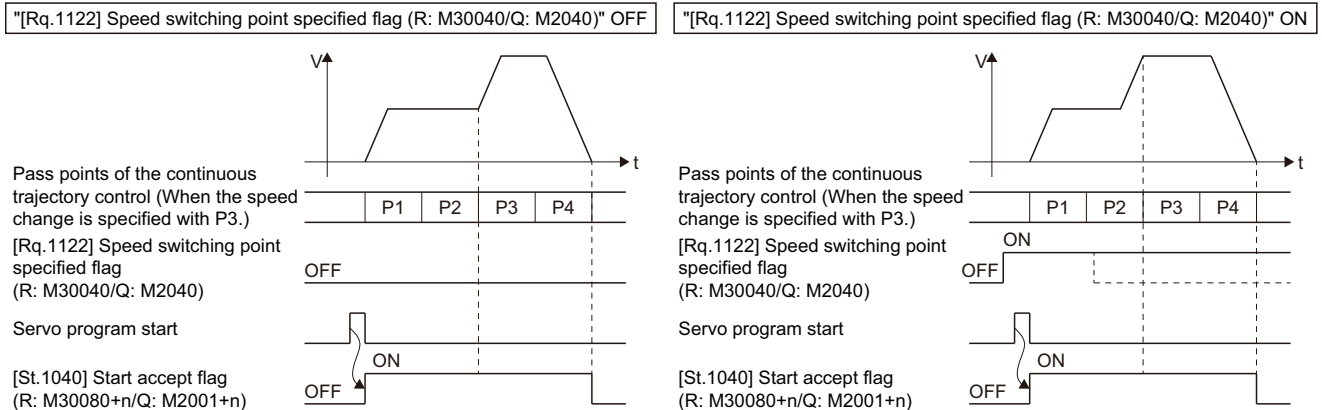 "[Rq.1122] Speed switching point specified flag (R: M30040/Q: M2040)" OFF
V
t
Pass points of the continuous
trajectory control (When the speed
change is specified with P3.)
P1 P2 P3 P4
[Rq.1122] Speed switching point
specified flag
(R: M30040/Q: M2040)
OFF
Servo program start
ON
[St.1040] Start accept flag
(R: M30080+n/Q: M2001+n)
OFF
"[Rq.1122] Speed switching point specified flag (R: M30040/Q: M2040)" ON
V
t
Pass points of the continuous
trajectory control (When the speed
change is specified with P3.)
P1 P2 P3 P4
[Rq.1122] Speed switching point
specified flag
(R: M30040/Q: M2040)
ON
OFF
Servo program start
ON
[St.1040] Start accept flag
(R: M30080+n/Q: M2001+n)
OFF